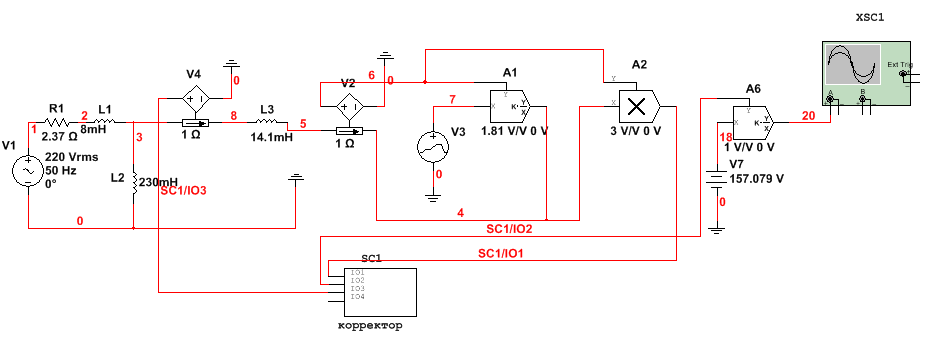 XSC1
Ext Trig
A
B
V4
0
V2
6
0
A1
Y
X
K·Y/X
1.81 V/V 0 V
A2
Y
X
3 V/V 0 V
A6
Y
X
K·Y/X
1 V/V 0 V
20
18
R1
2
L1
1
2.37 Ω
8mH
3
1 Ω
8
L3
14.1mH
5
1 Ω
7
V3
0
V1
220 Vrms
50 Hz
0°
L2
230mH
SC1/IO3
V7
157.079 V
0
0
4
SC1/IO2
SC1/IO1
SC1
IO1
IO2
IO3
IO4
корректор